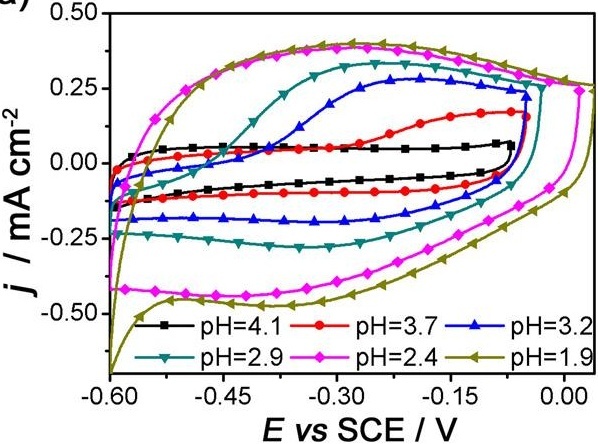 a)
0.50
0.25
0.00
-0.25
-0.50
j / mA cm-2
pH=4.1 pH=3.7 pH=3.2
pH=2.9 pH=2.4 pH=1.9
-0.60 -0.45 -0.30 -0.15 0.00
E vs SCE / V